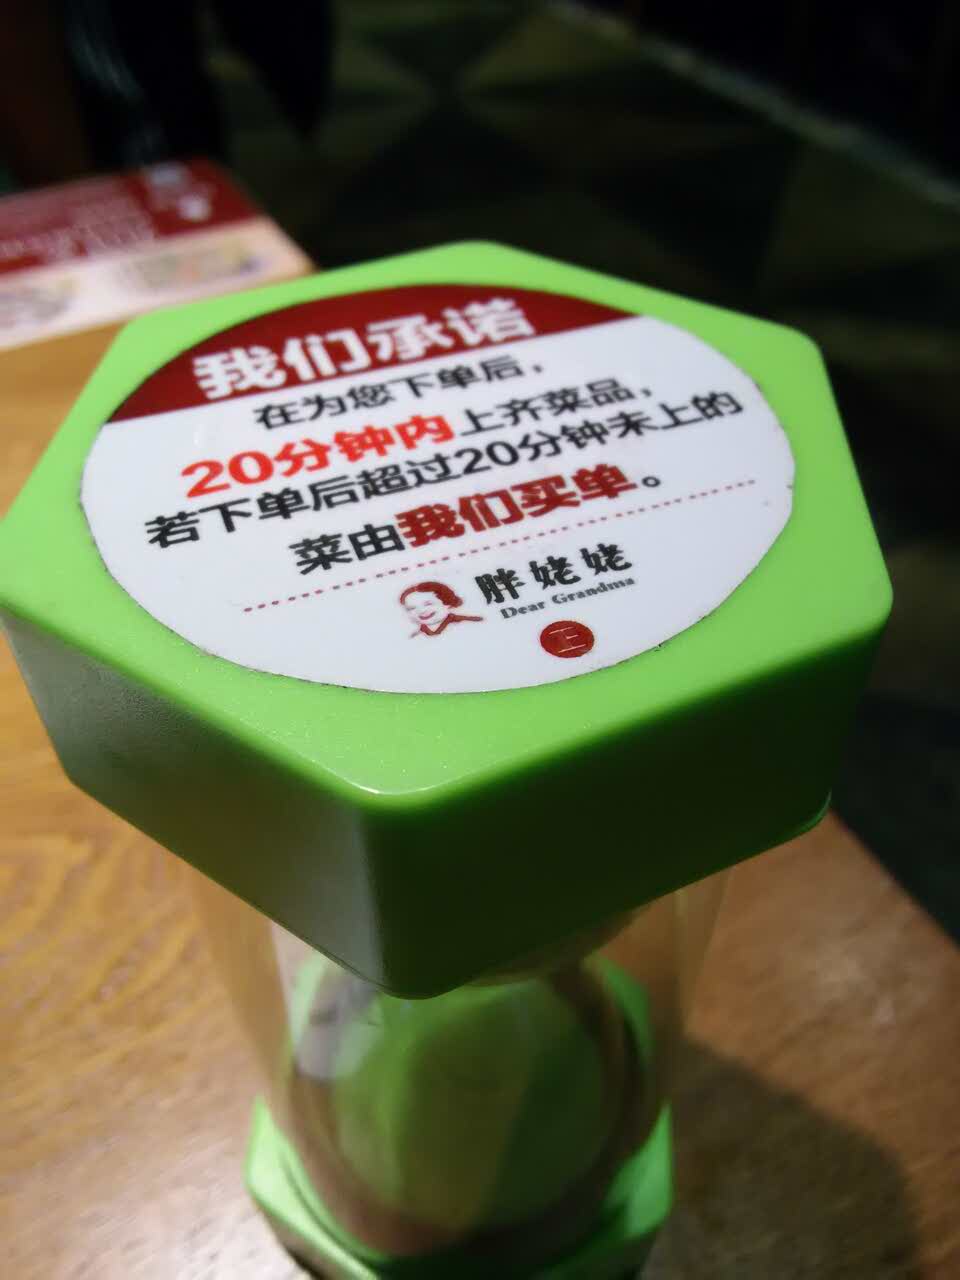 我们承诺
在为您下单后，
20分钟内上齐菜品，
若下单后超过20分钟未上的
菜由我们买单。
胖姥姥
Dear Grandma
正